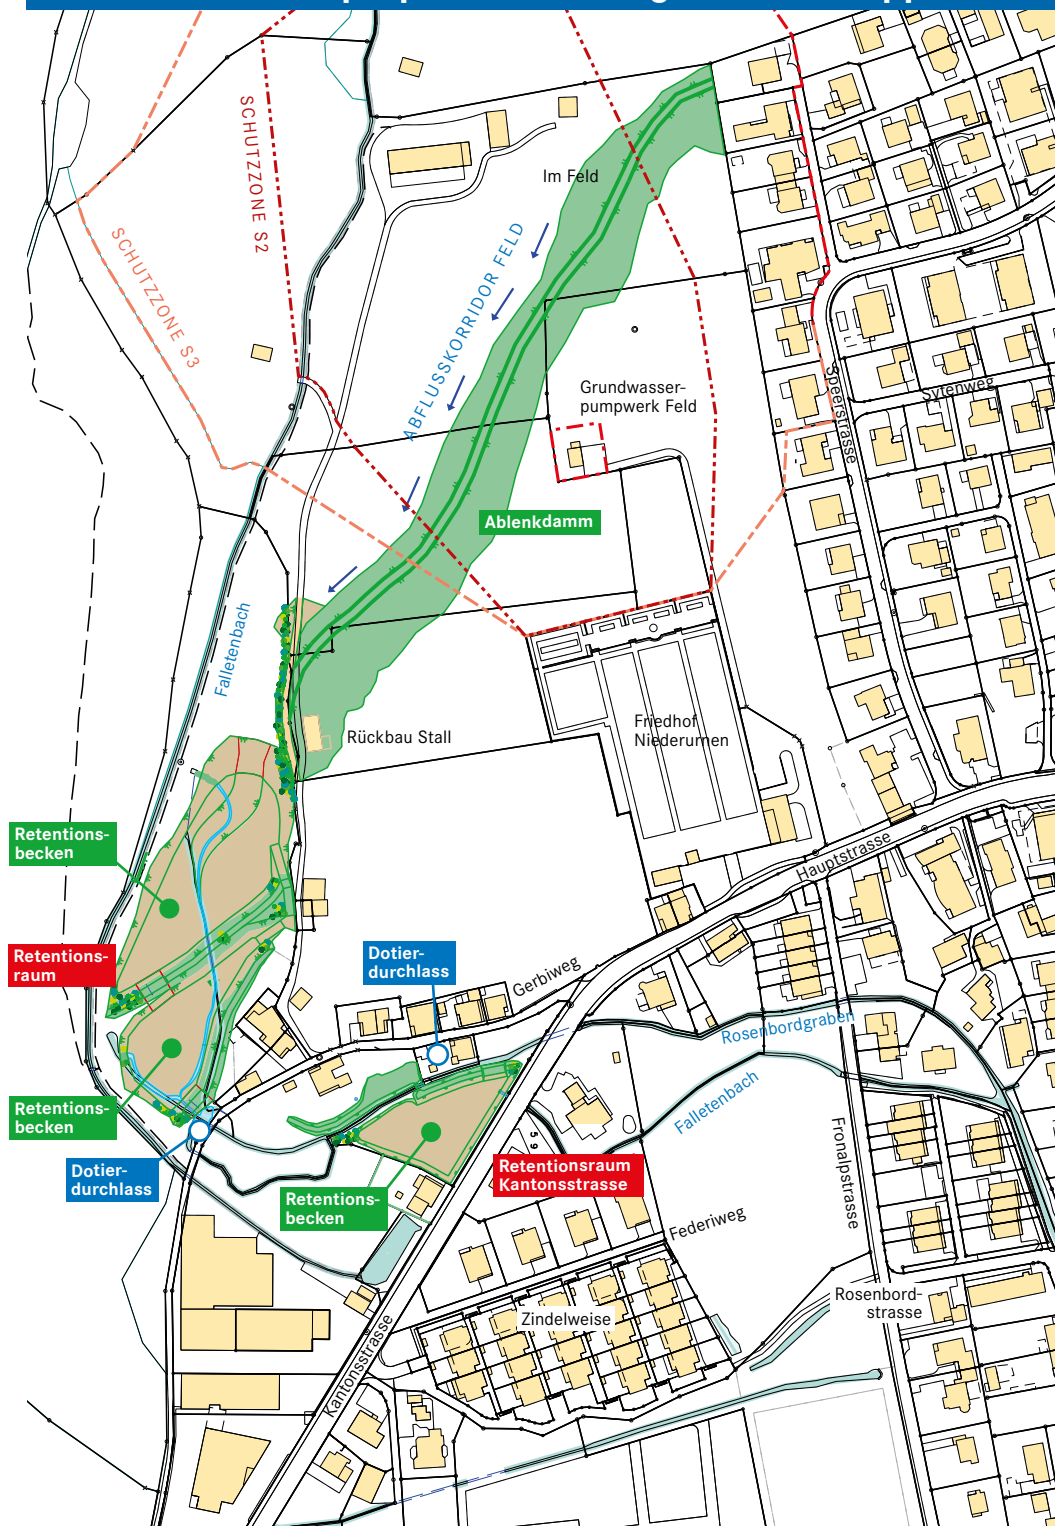 SCHUTZZONE S2
SCHUTZZONE S3
Im Feld
ABFLUSSKORRIDOR FELD
Grundwasser-
pumpwerk Feld
Speerstrasse
Sytenweg
Ablenkdamm
Falletenbach
Rückbau Stall
Friedhof
Niederurnen
Retentions-
becken
Hauptstrasse
Retentions-
raum
Dotier-
durchlass
Gerbiweg
Rosenbordgraben
Falletenbach
Retentions-
becken
Dotier-
durchlass
Retentions-
becken
59
Retentionsraum
Kantonsstrasse
Fronalpstrasse
Federiweg
Rosenbord-
strasse
Zindelweise
Kantonsstrasse